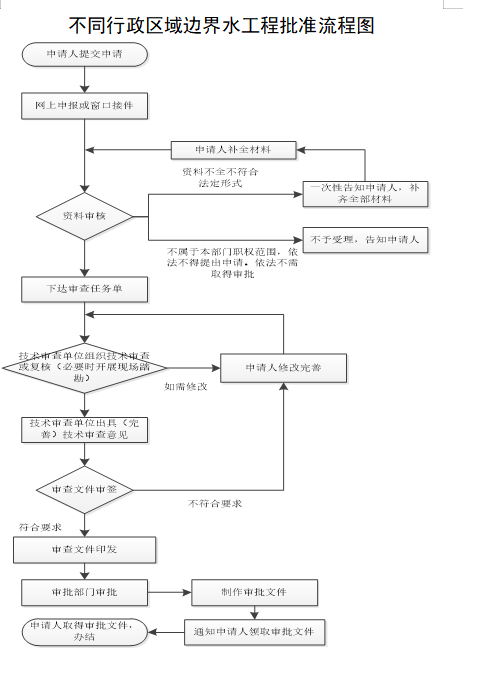 不同行政区域边界水工程批准流程图
申请人提交申请
网上申报或窗口接件
申请人补全材料
资料不全不符合
法定形式
一次性告知申请人，补
齐全部材料
资料审核
不予受理，告知申请人
不属于本部门职权范围，依
法不得提出申请。依法不需
取得审批
下达审查任务单
技术审查单位组织技术审查
或复核（必要时开展现场踏
勘）
申请人修改完善
如需修改
技术审查单位出具（完
善）技术审查意见
审查文件审签
不符合要求
符合要求
审查文件印发
审批部门审批
制作审批文件
申请人取得审批文件，
办结
通知申请人领取审批文件